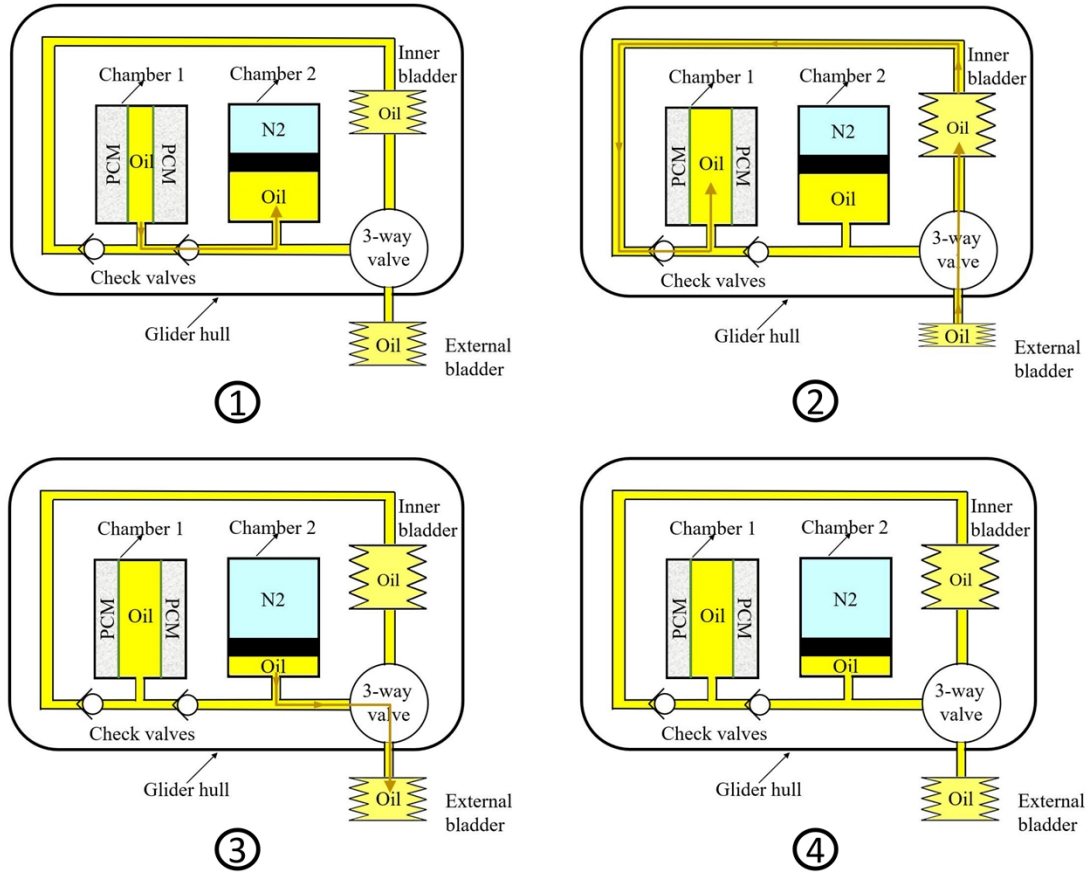 Inner
bladder
Chamber 1
Chamber 2
N2
Oil
PCM
Oil
PCM
Oil
3-way
valve
Check valves
Glider hull
Oil
External
bladder
1
Inner
bladder
Chamber 1
Chamber 2
N2
Oil
PCM
Oil
PCM
Oil
3-way
valve
Check valves
Glider hull
Oil
External
bladder
2
Inner
bladder
Chamber 1
Chamber 2
N2
Oil
PCM
Oil
PCM
Oil
3-way
valve
Check valves
Glider hull
Oil
External
bladder
3
Inner
bladder
Chamber 1
Chamber 2
N2
Oil
PCM
Oil
PCM
Oil
3-way
valve
Check valves
Glider hull
Oil
External
bladder
4